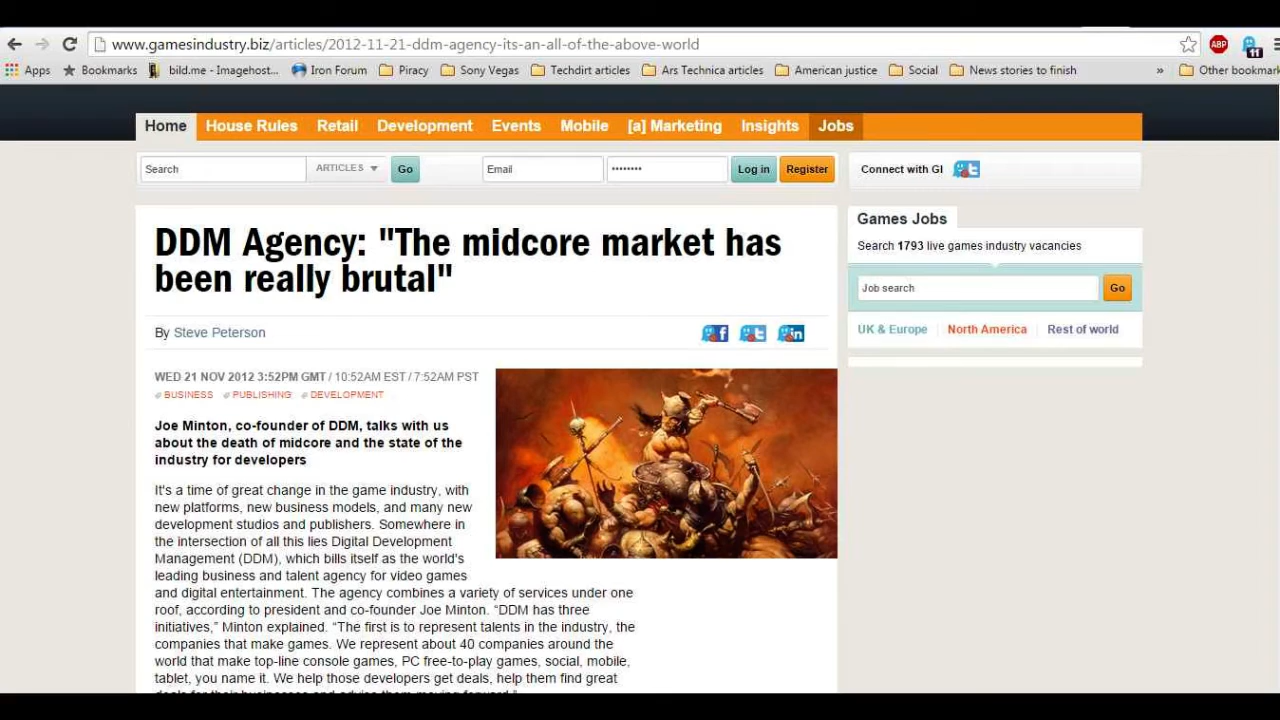 www.gamesindustry.biz/articles/2012-11-21-ddm-agency-its-an-all-of-the-above-world
ABP
11
Apps Bookmarks bild.me - Imagehost... Iron Forum Piracy Sony Vegas Techdirt articles Ars Technica articles American justice Social News stories to finish » Other bookmark
Home House Rules Retail Development Events Mobile [a] Marketing Insights Jobs
Search ARTICLES Go Email •••••••• Log in Register Connect with GI
Games Jobs
Search 1793 live games industry vacancies
Job search Go
UK & Europe North America Rest of world
DDM Agency: "The midcore market has
been really brutal"
By Steve Peterson
WED 21 NOV 2012 3:52PM GMT / 10:52AM EST / 7:52AM PST
BUSINESS PUBLISHING DEVELOPMENT
Joe Minton, co-founder of DDM, talks with us
about the death of midcore and the state of the
industry for developers
It's a time of great change in the game industry, with
new platforms, new business models, and many new
development studios and publishers. Somewhere in
the intersection of all this lies Digital Development
Management (DDM), which bills itself as the world's
leading business and talent agency for video games
and digital entertainment. The agency combines a variety of services under one
roof, according to president and co-founder Joe Minton. “DDM has three
initiatives,” Minton explained. “The first is to represent talents in the industry, the
companies that make games. We represent about 40 companies around the
world that make top-line console games, PC free-to-play games, social, mobile,
tablet, you name it. We help those developers get deals, help them find great
deals for their businesses and advise them moving forward.”